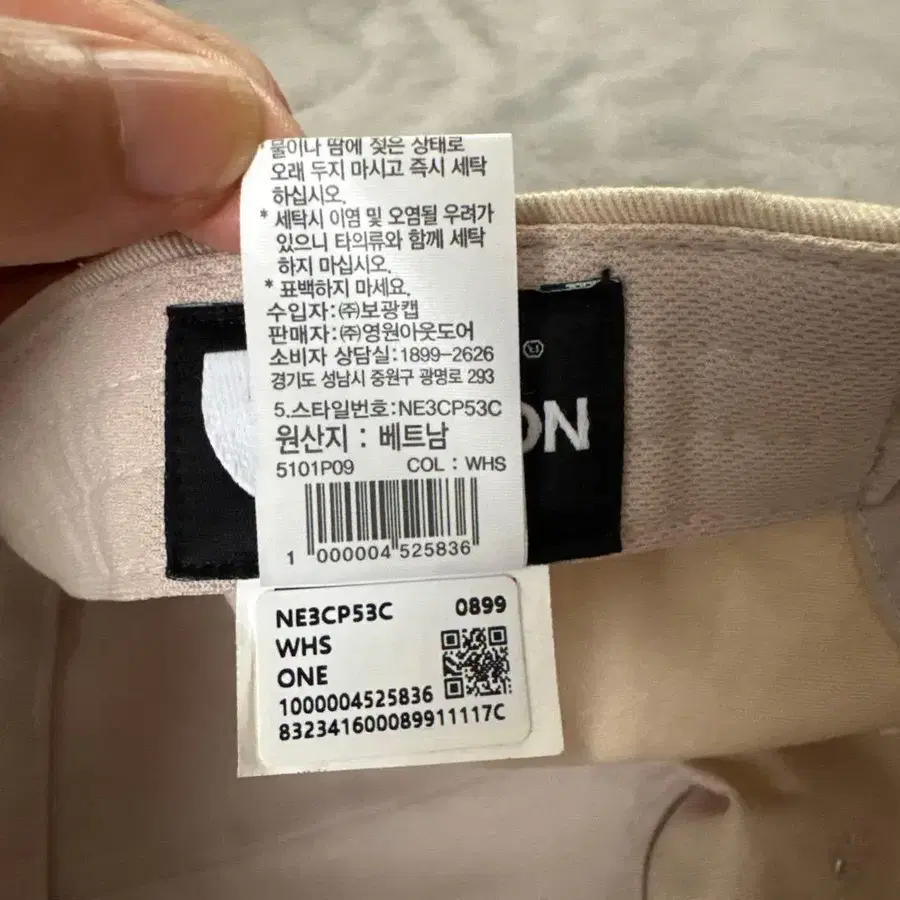 *물이나 땀에 젖은 상태로
오래 두지 마시고 즉시 세탁
하십시오.
* 세탁시 이염 및 오염될 우려가
있으니 타의류와 함께 세탁
하지 마십시오.
* 표백하지 마세요.
수입자:㈜보광캡
판매자:㈜영원아웃도어
소비자 상담실:1899-2626
경기도 성남시 중원구 광명로 293
5.스타일번호:NE3CP53C
원산지 : 베트남
5101P09 COL : WHS
1 000004 525836
®
ON
NE3CP53C 0899
WHS
ONE
1000004525836
83234160008991117C